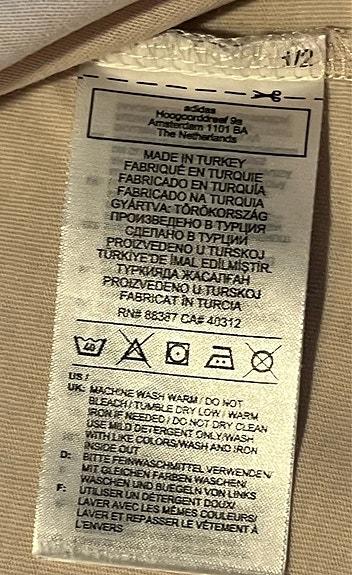 1/2
adidas
Hoogoorddreef 9a
Amsterdam 1101 BA
The Netherlands
MADE IN TURKEY
FABRIQUÉ EN TURQUIE
FABRICADO EN TURQUÍA
FABRICADO NA TURQUIA
GYÁRTVA: TÖRÖKORSZÁG
ПРОИЗВЕДЕНО В ТУРЦИЯ
СДЕЛАНО В ТУРЦИИ
PROIZVEDENO U TURSKOJ
TÜRKİYE'DE İMAL EDİLMİŞTİR.
ТУРКИЯДА ЖАСАЛҒАН
PROIZVEDENO U TURSKOJ
FABRICAT ÎN TURCIA
RN# 88387 CA# 40312
40
US /
UK: MACHINE WASH WARM / DO NOT
BLEACH / TUMBLE DRY LOW / WARM
IRON IF NEEDED / DO NOT DRY CLEAN
USE MILD DETERGENT ONLY/WASH
WITH LIKE COLORS/WASH AND IRON
INSIDE OUT
D: BITTE FEINWASCHMITTEL VERWENDEN/
MIT GLEICHEN FARBEN WASCHEN/
WASCHEN UND BUEGELN VON LINKS
F: UTILISER UN DÉTERGENT DOUX/
LAVER AVEC LES MÊMES COULEURS/
LAVER ET REPASSER LE VÊTEMENT À
L'ENVERS